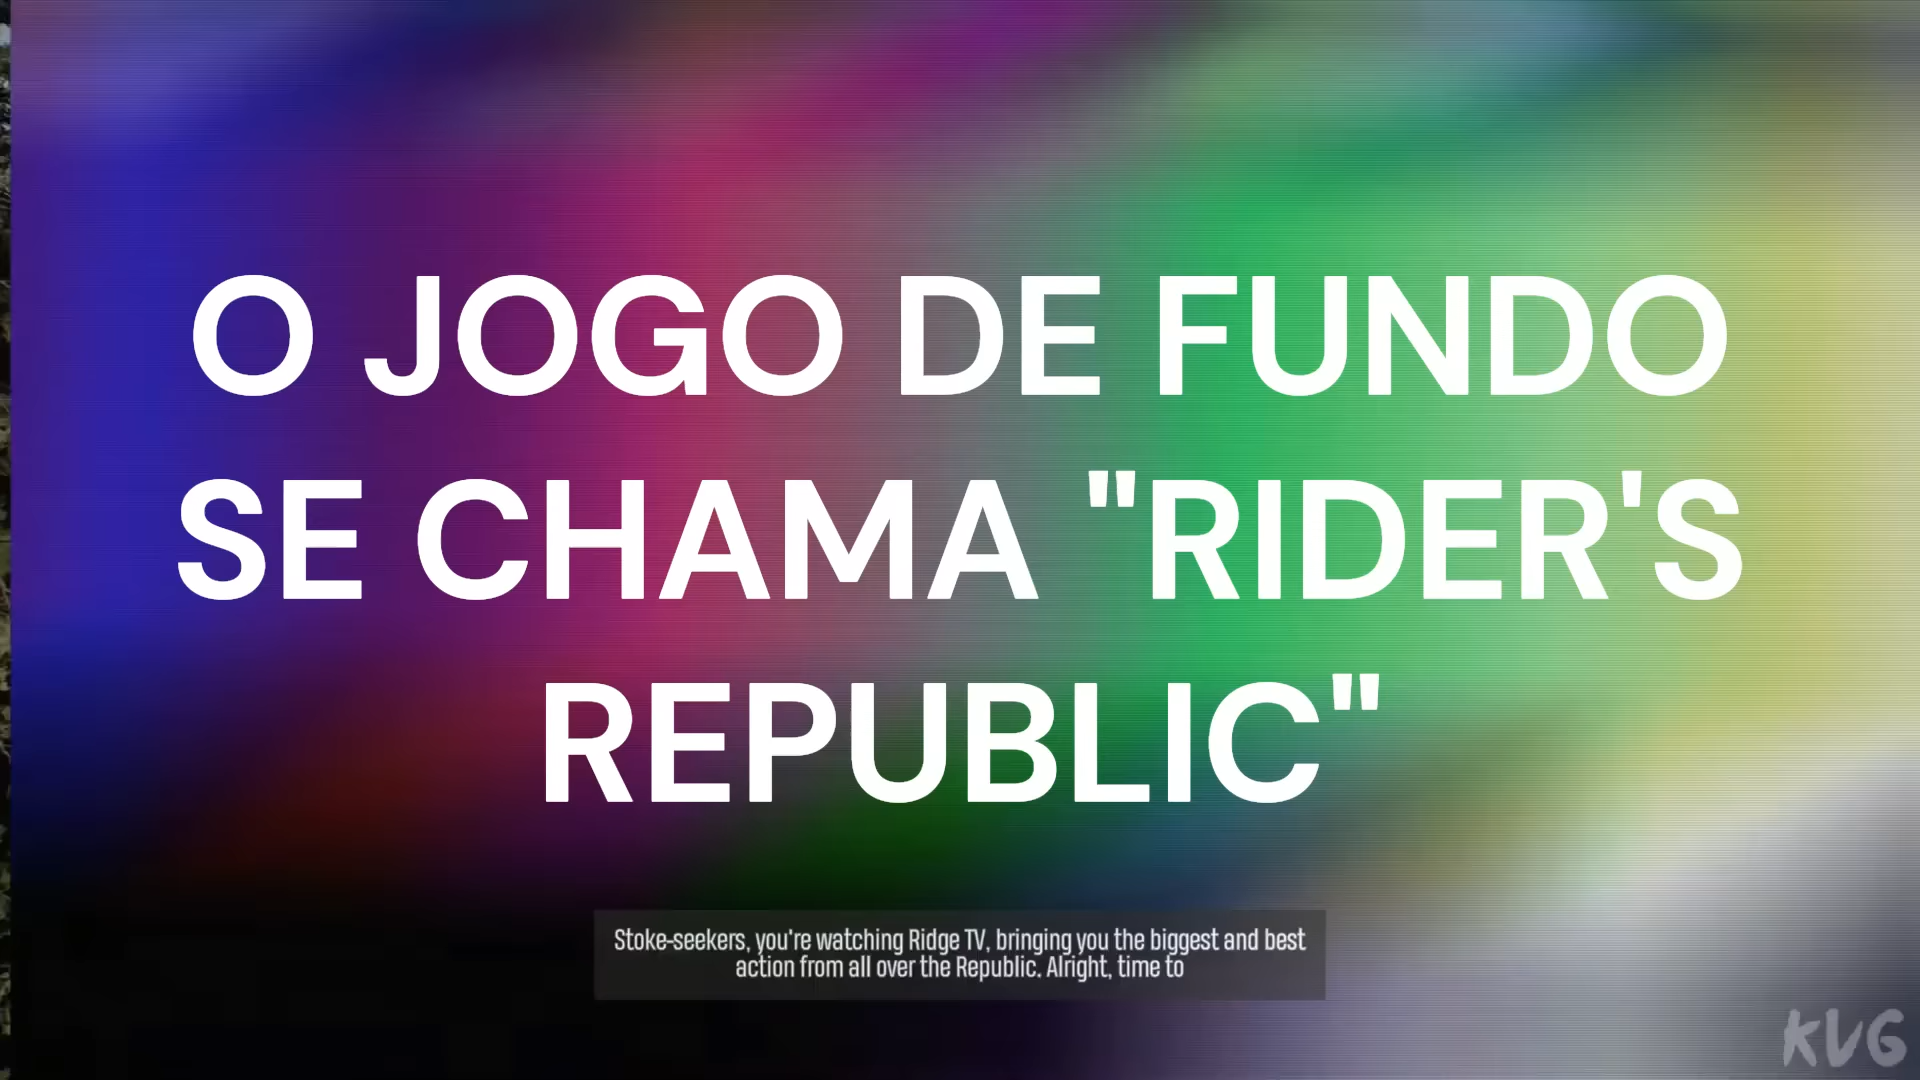 O JOGO DE FUNDO
SE CHAMA "RIDER'S
REPUBLIC"
Stoke-seekers, you're watching Ridge TV, bringing you the biggest and best
action from all over the Republic. Alright, time to
KVG